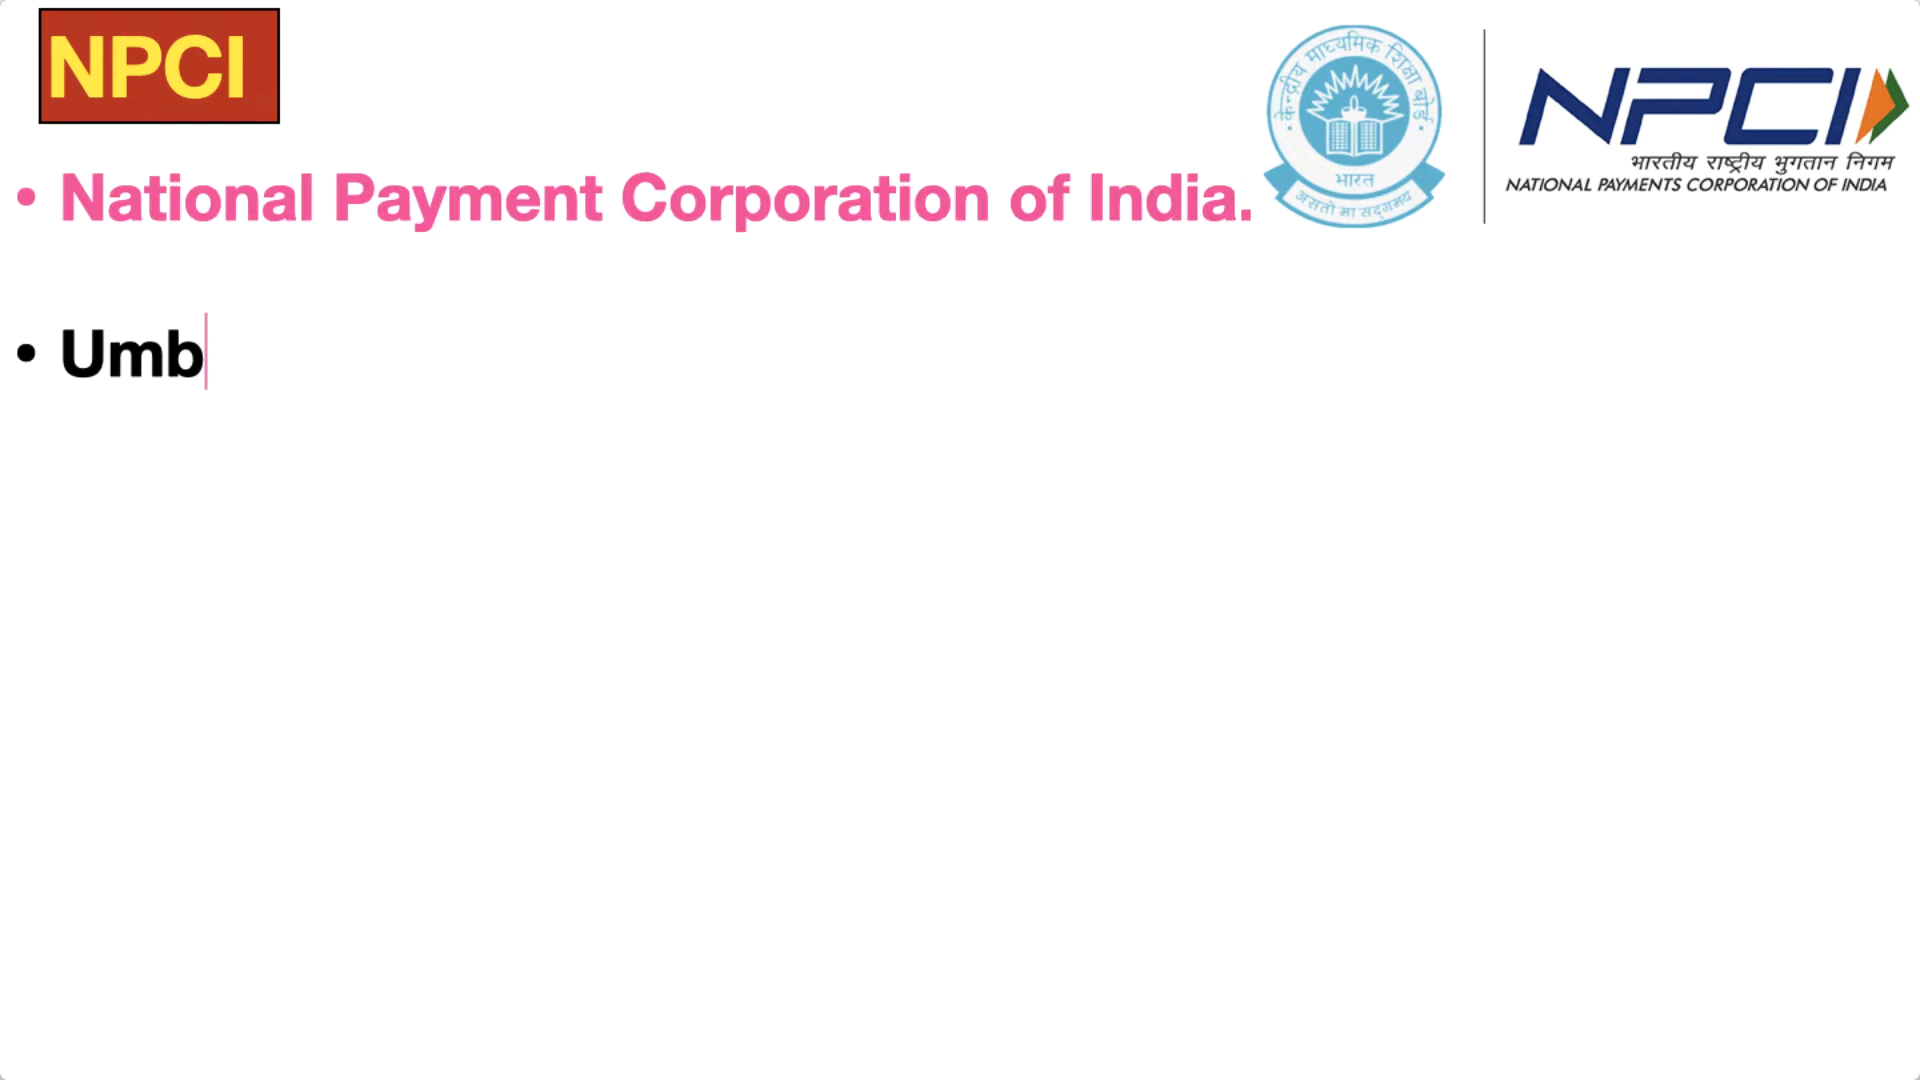 NPCI
• National Payment Corporation of India.
• Umb
केन्द्रीय माध्यमिक शिक्षा बोर्ड
भारत
असतो मा सद्गमय
NPCI
भारतीय राष्ट्रीय भुगतान निगम
NATIONAL PAYMENTS CORPORATION OF INDIA